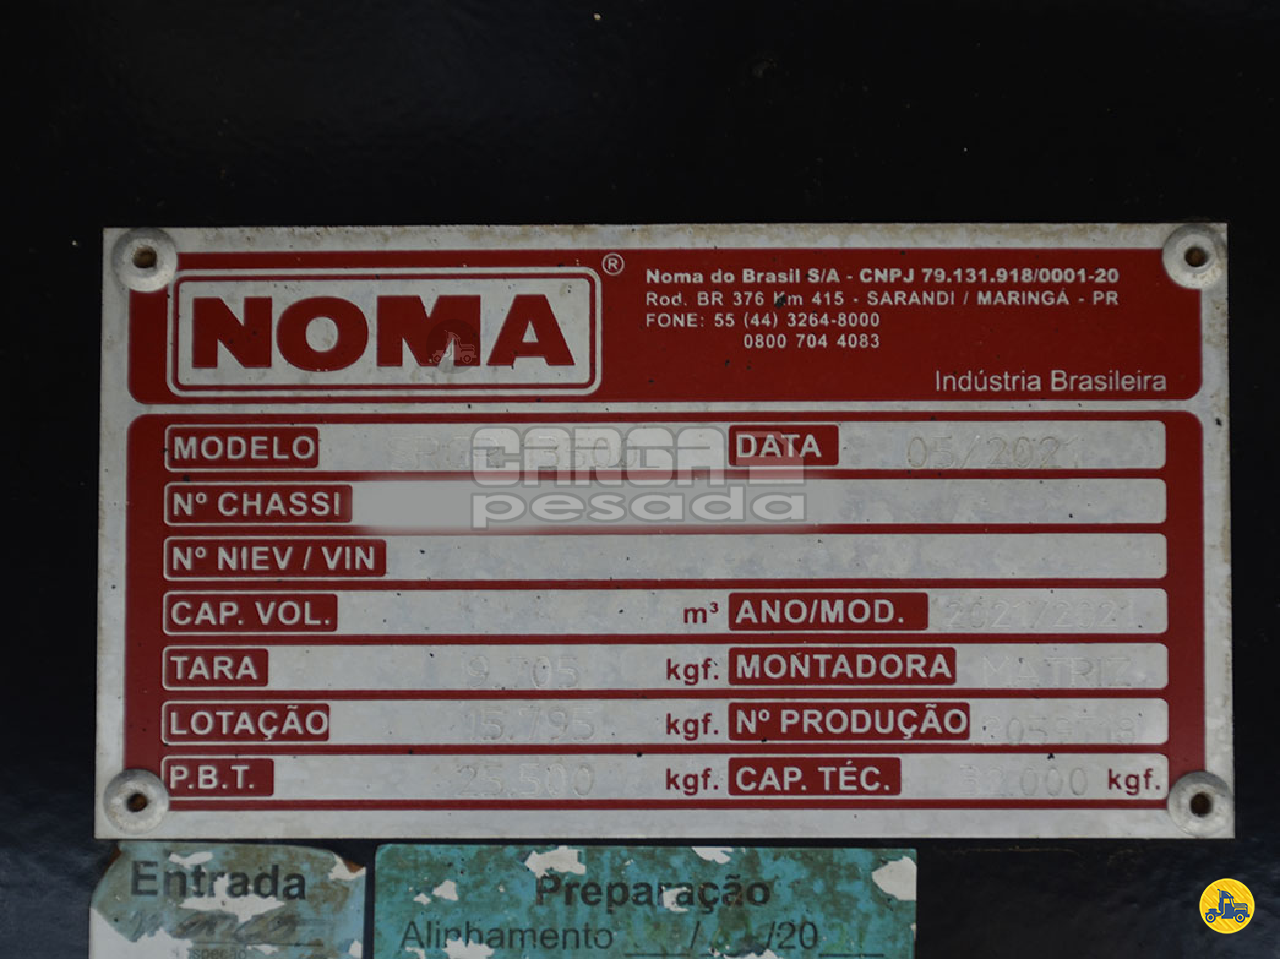 NOMA ®
Noma do Brasil S/A - CNPJ 79.131.918/0001-20
Rod. BR 376 Km 415 - SARANDI / MARINGÁ - PR
FONE: 55 (44) 3264-8000
0800 704 4083
Indústria Brasileira
MODELO DATA 05/2021
CARGA
Nº CHASSI
pesada
Nº NIEV / VIN
CAP. VOL. m³ ANO/MOD. 2021/2021
TARA 9.705 kgf. MONTADORA MATRIZ
LOTAÇÃO 15.795 kgf. Nº PRODUÇÃO
P.B.T. 25.500 kgf. CAP. TÉC. 32.000 kgf.
Entrada
Preparação
Alinhamento / /20